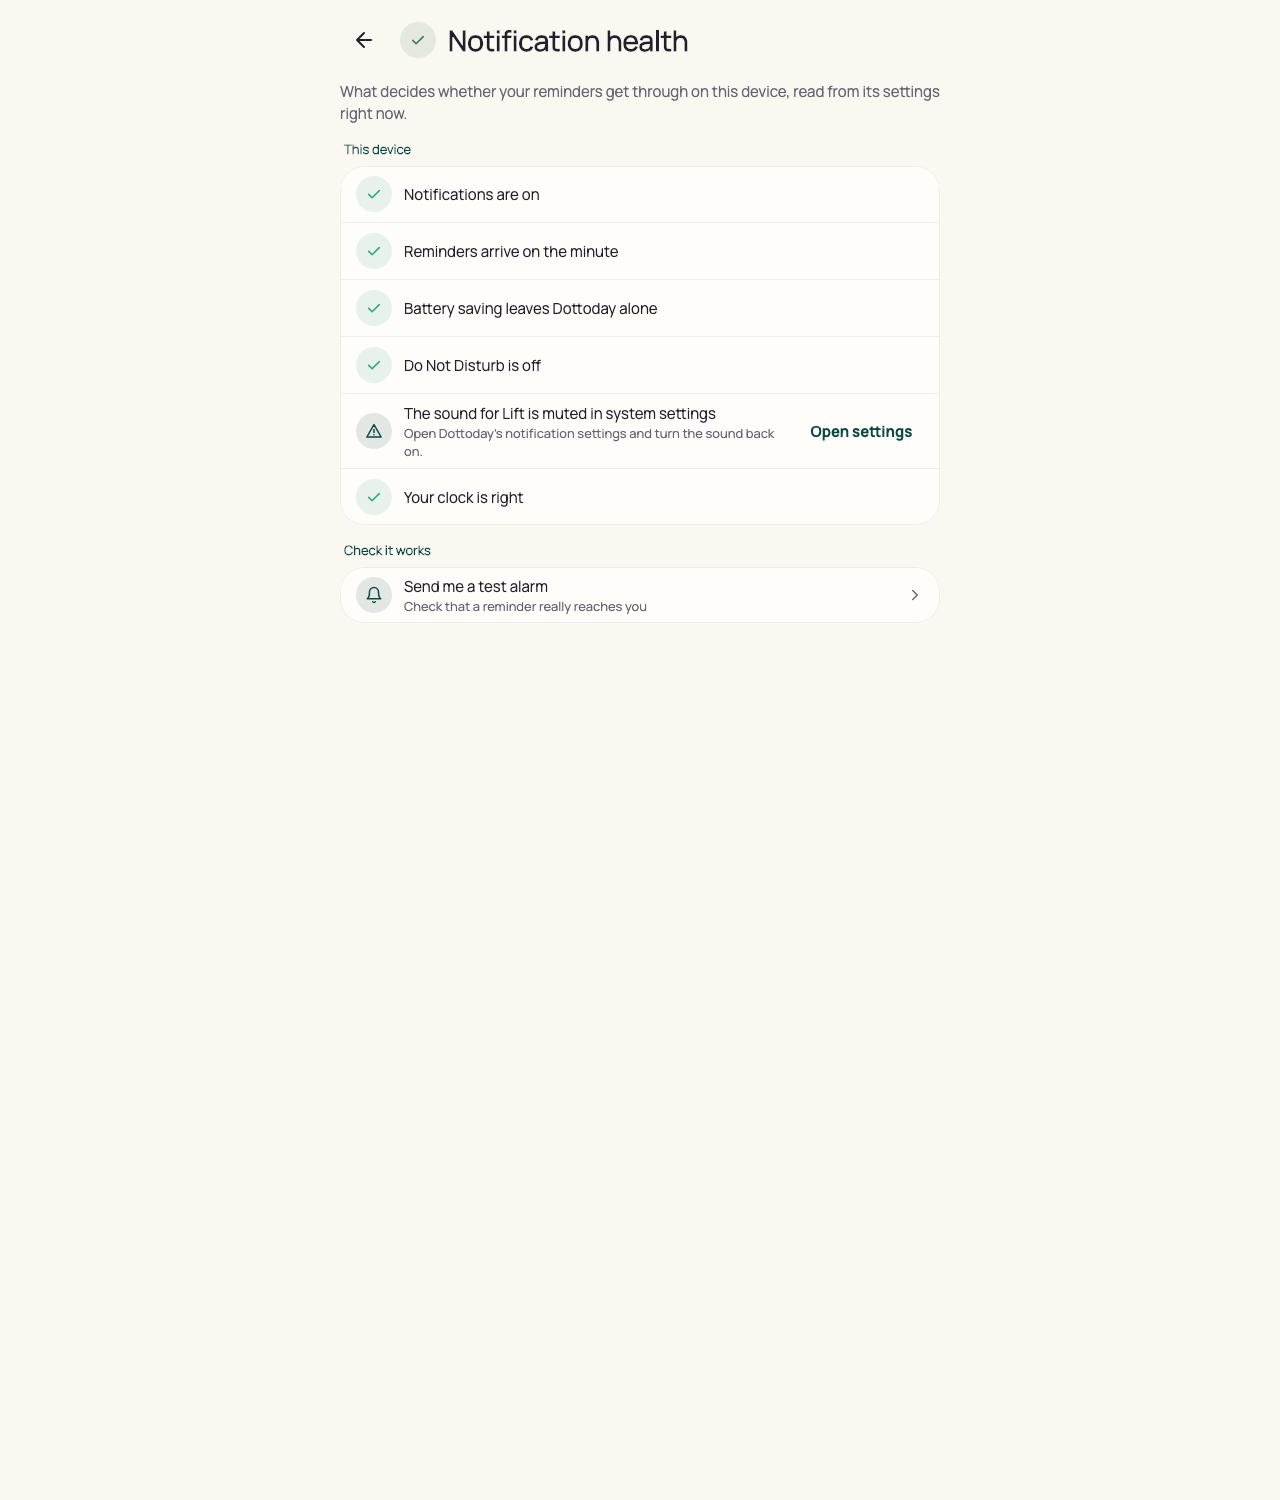 Notification health
What decides whether your reminders get through on this device, read from its settings
right now.
This device
Notifications are on
Reminders arrive on the minute
Battery saving leaves Dottoday alone
Do Not Disturb is off
The sound for Lift is muted in system settings
Open Dottoday's notification settings and turn the sound back
on.
Open settings
Your clock is right
Check it works
Send me a test alarm
Check that a reminder really reaches you